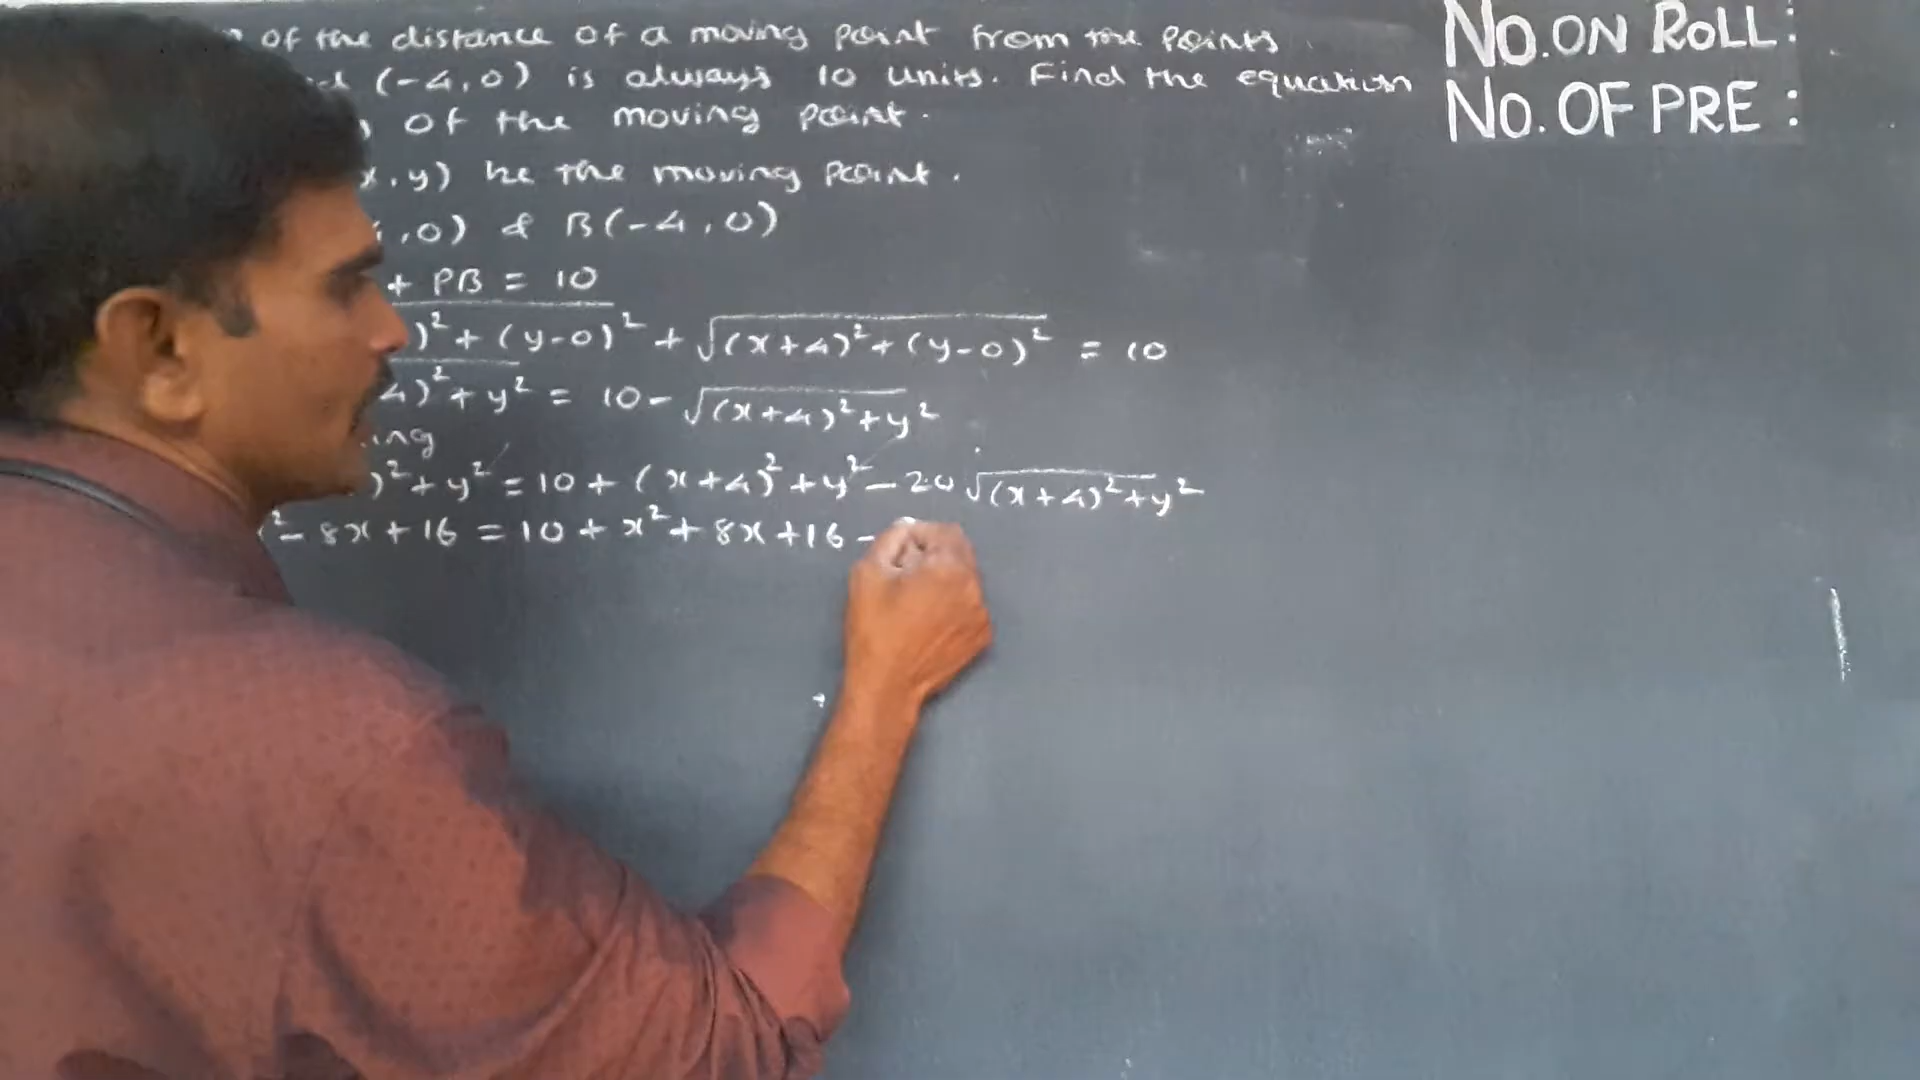 of the distance of a moving point from the points
(-4,0) is always 10 units. Find the equation
of the moving point.
x,y) be the moving point.
,0) & B(-4,0)
+ PB = 10
)² + (y-0)² + √(x+4)²+(y-0)² = 10
4)²+y² = 10-√(x+4)²+y²
ing
)²+y² = 10 + (x+4)²+y² - 20√(x+4)²+y²
² - 8x + 16 = 10 + x² + 8x + 16 -
NO. ON ROLL:
NO. OF PRE :